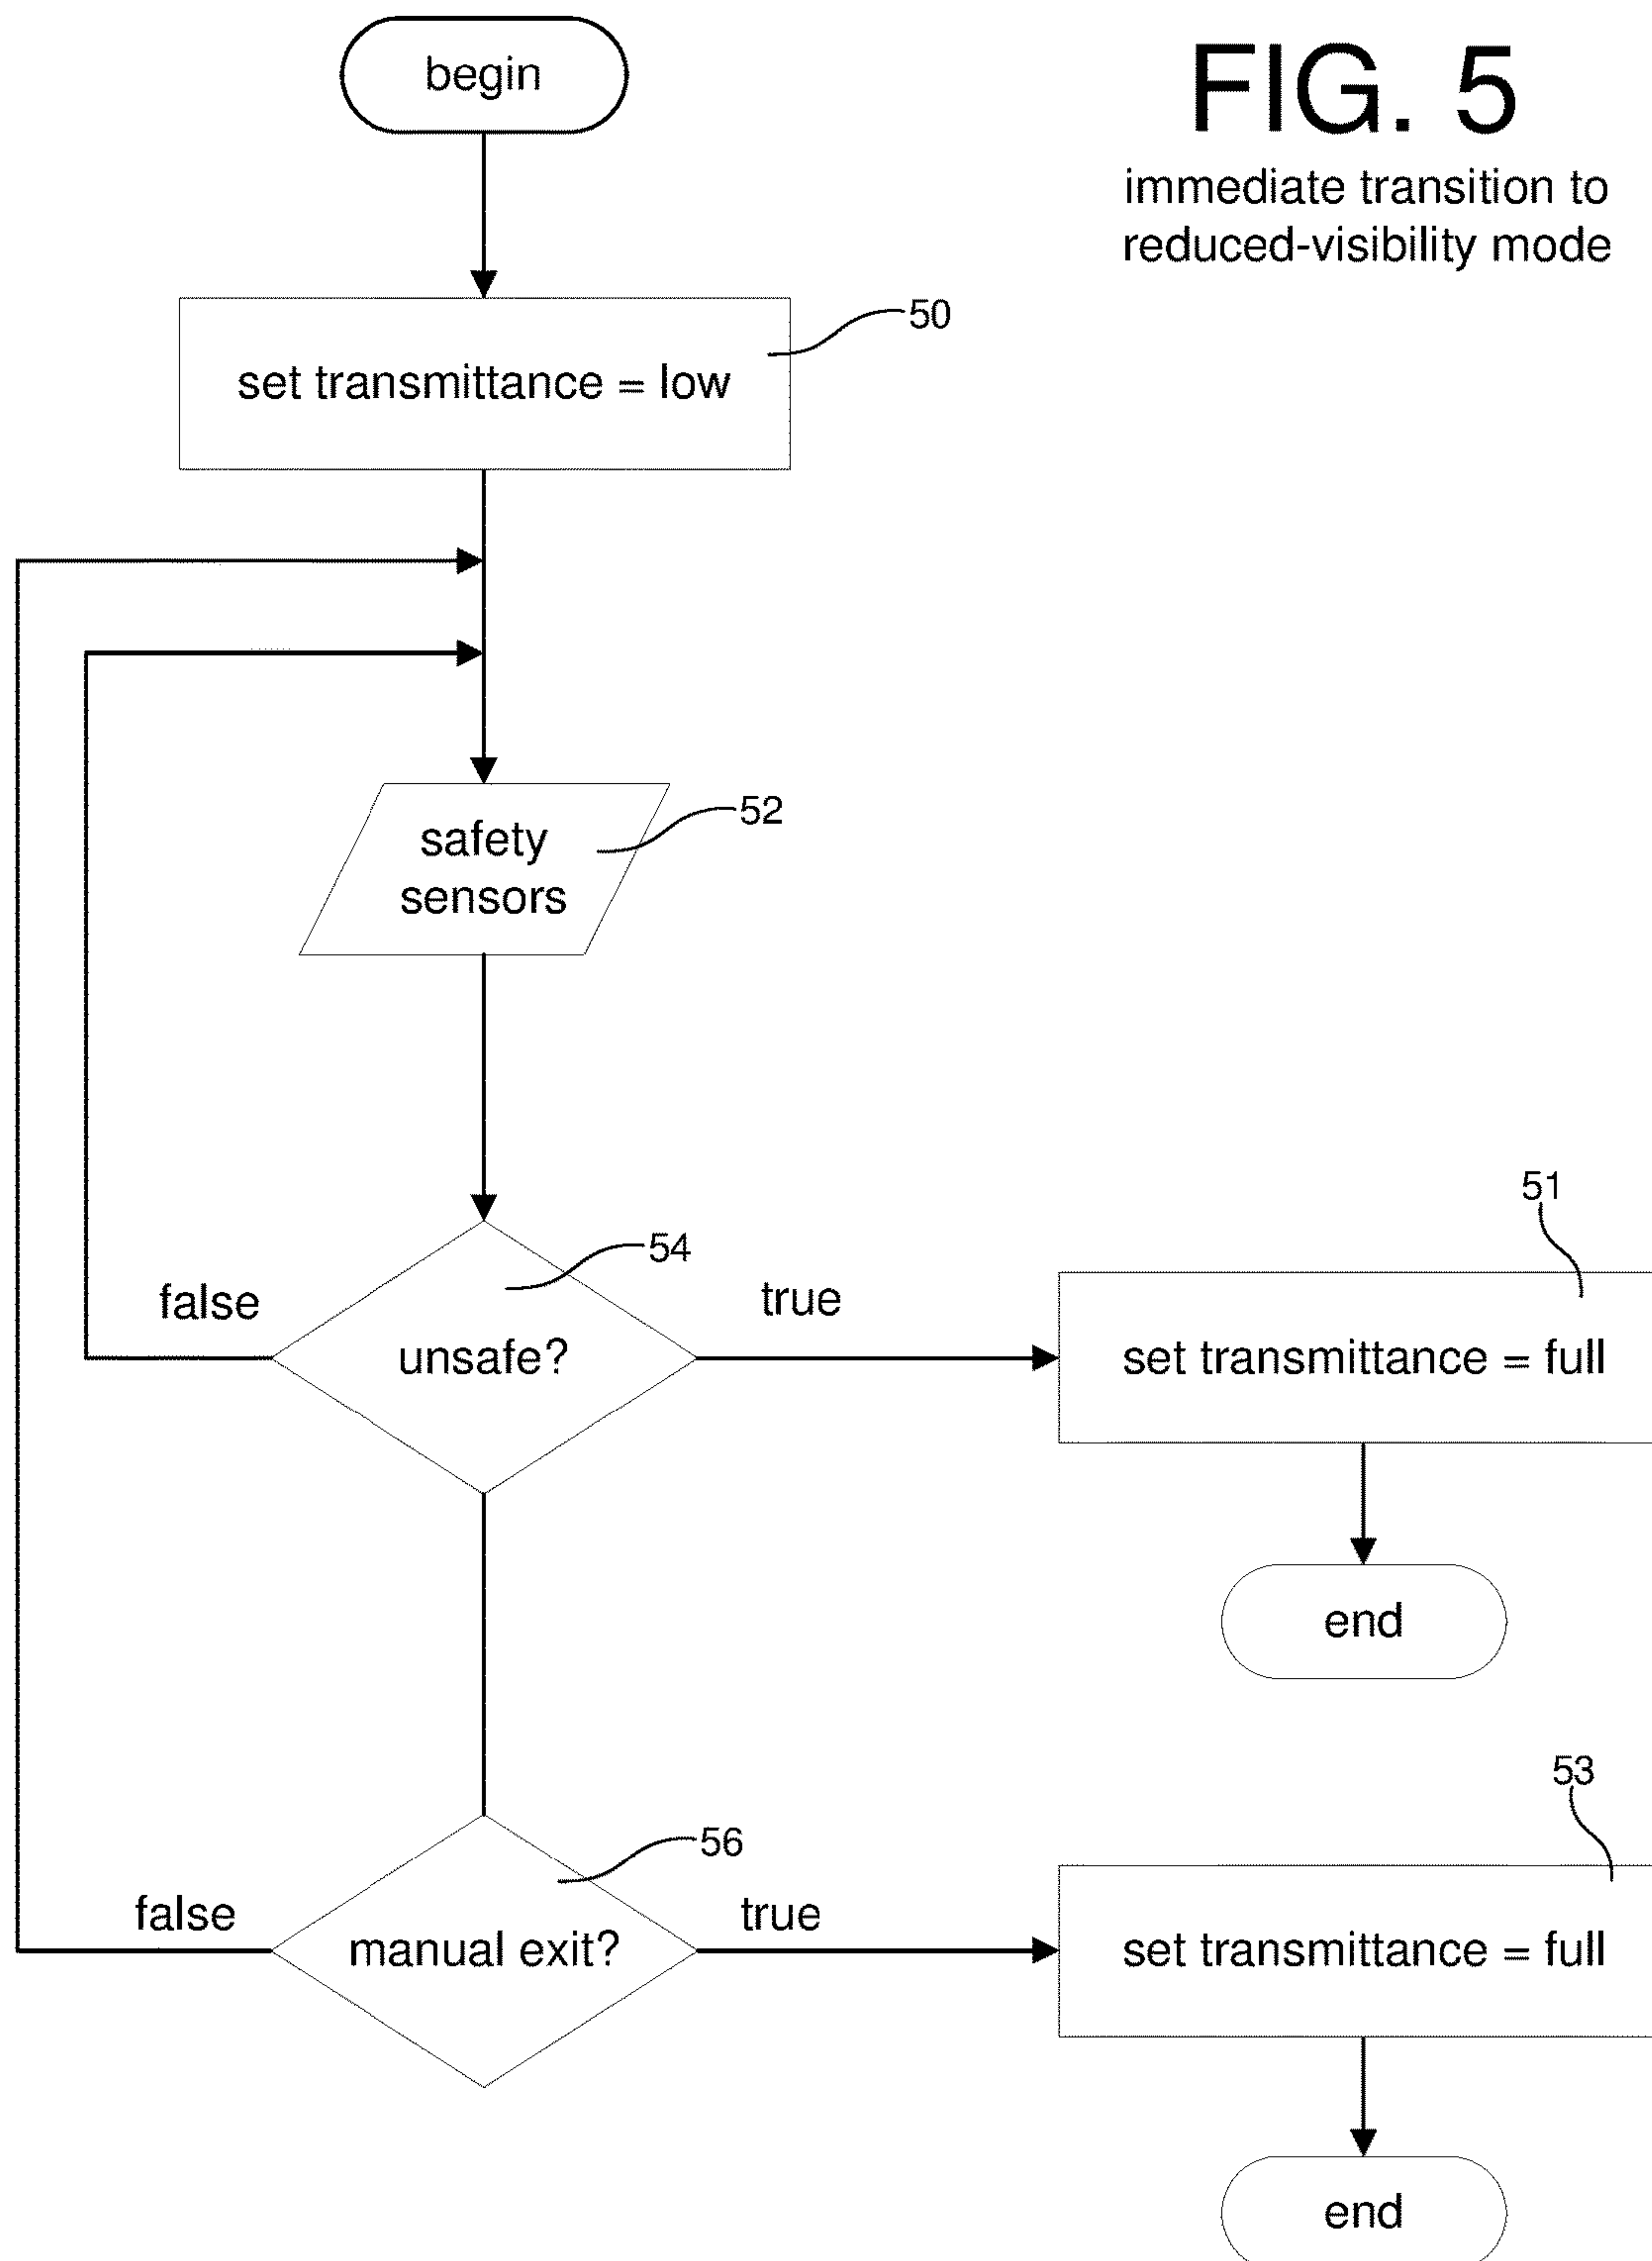 begin
FIG. 5
immediate transition to
reduced-visibility mode
50
set transmittance = low
52
safety
sensors
51
54
false
true
unsafe?
set transmittance = full
end
53
56
false
true
manual exit?
set transmittance = full
end